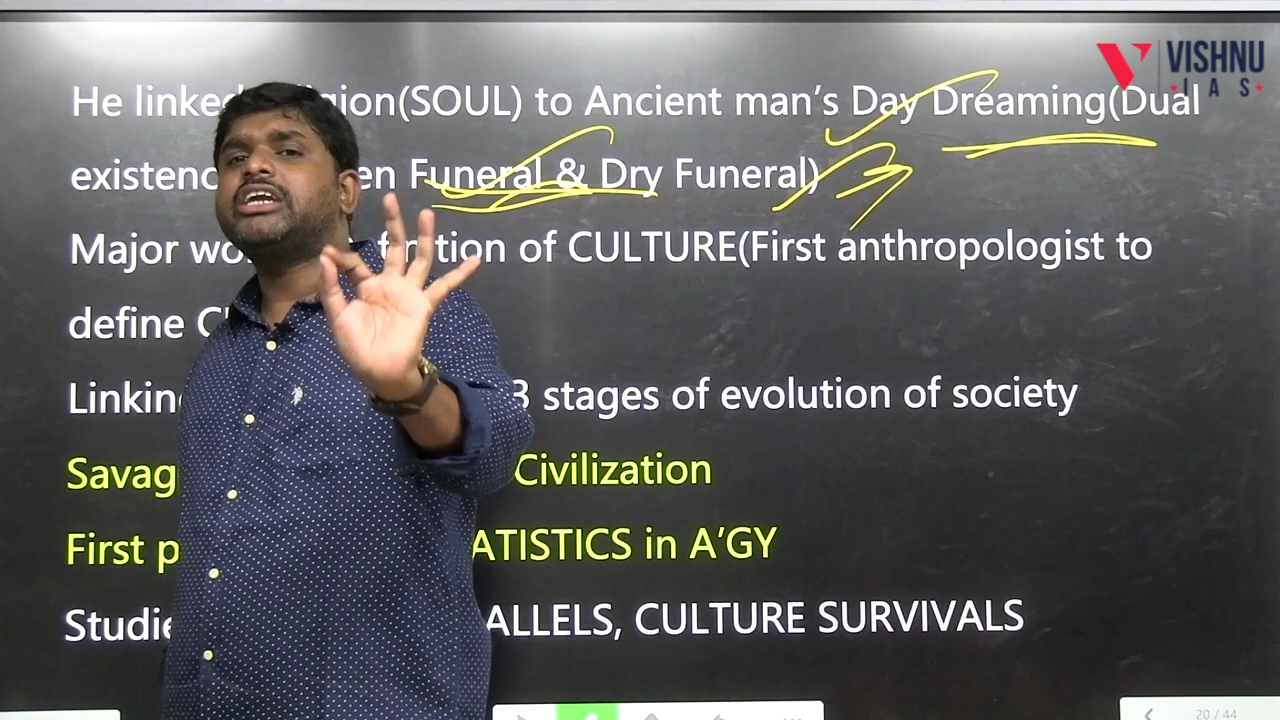 VISHNU
IAS
He linked igion(SOUL) to Ancient man's Day Dreaming(Dual
existenc en Funeral & Dry Funeral)
Major wo tion of CULTURE(First anthropologist to
define C
Linkin 3 stages of evolution of society
Savag Civilization
First p ATISTICS in A'GY
Studie ALLELS, CULTURE SURVIVALS
20 / 44